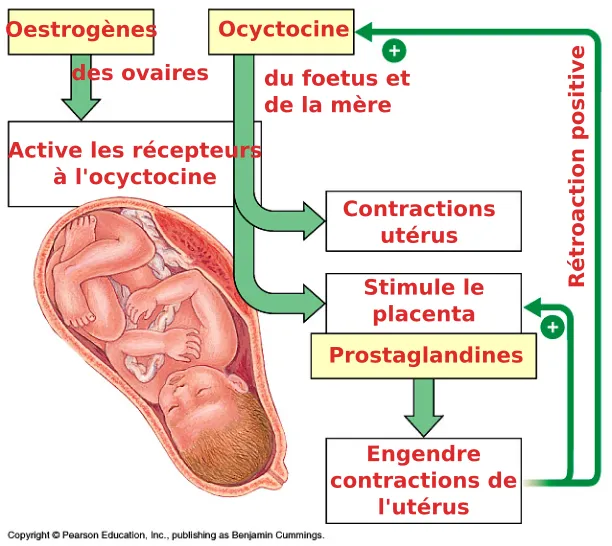 Oestrogènes
Ocyctocine
+
des ovaires
du foetus et
de la mère
Active les récepteurs
à l'ocyctocine
Contractions
utérus
Stimule le
placenta
+
Prostaglandines
Engendre
contractions de
l'utérus
Rétroaction positive
Copyright © Pearson Education, Inc., publishing as Benjamin Cummings.